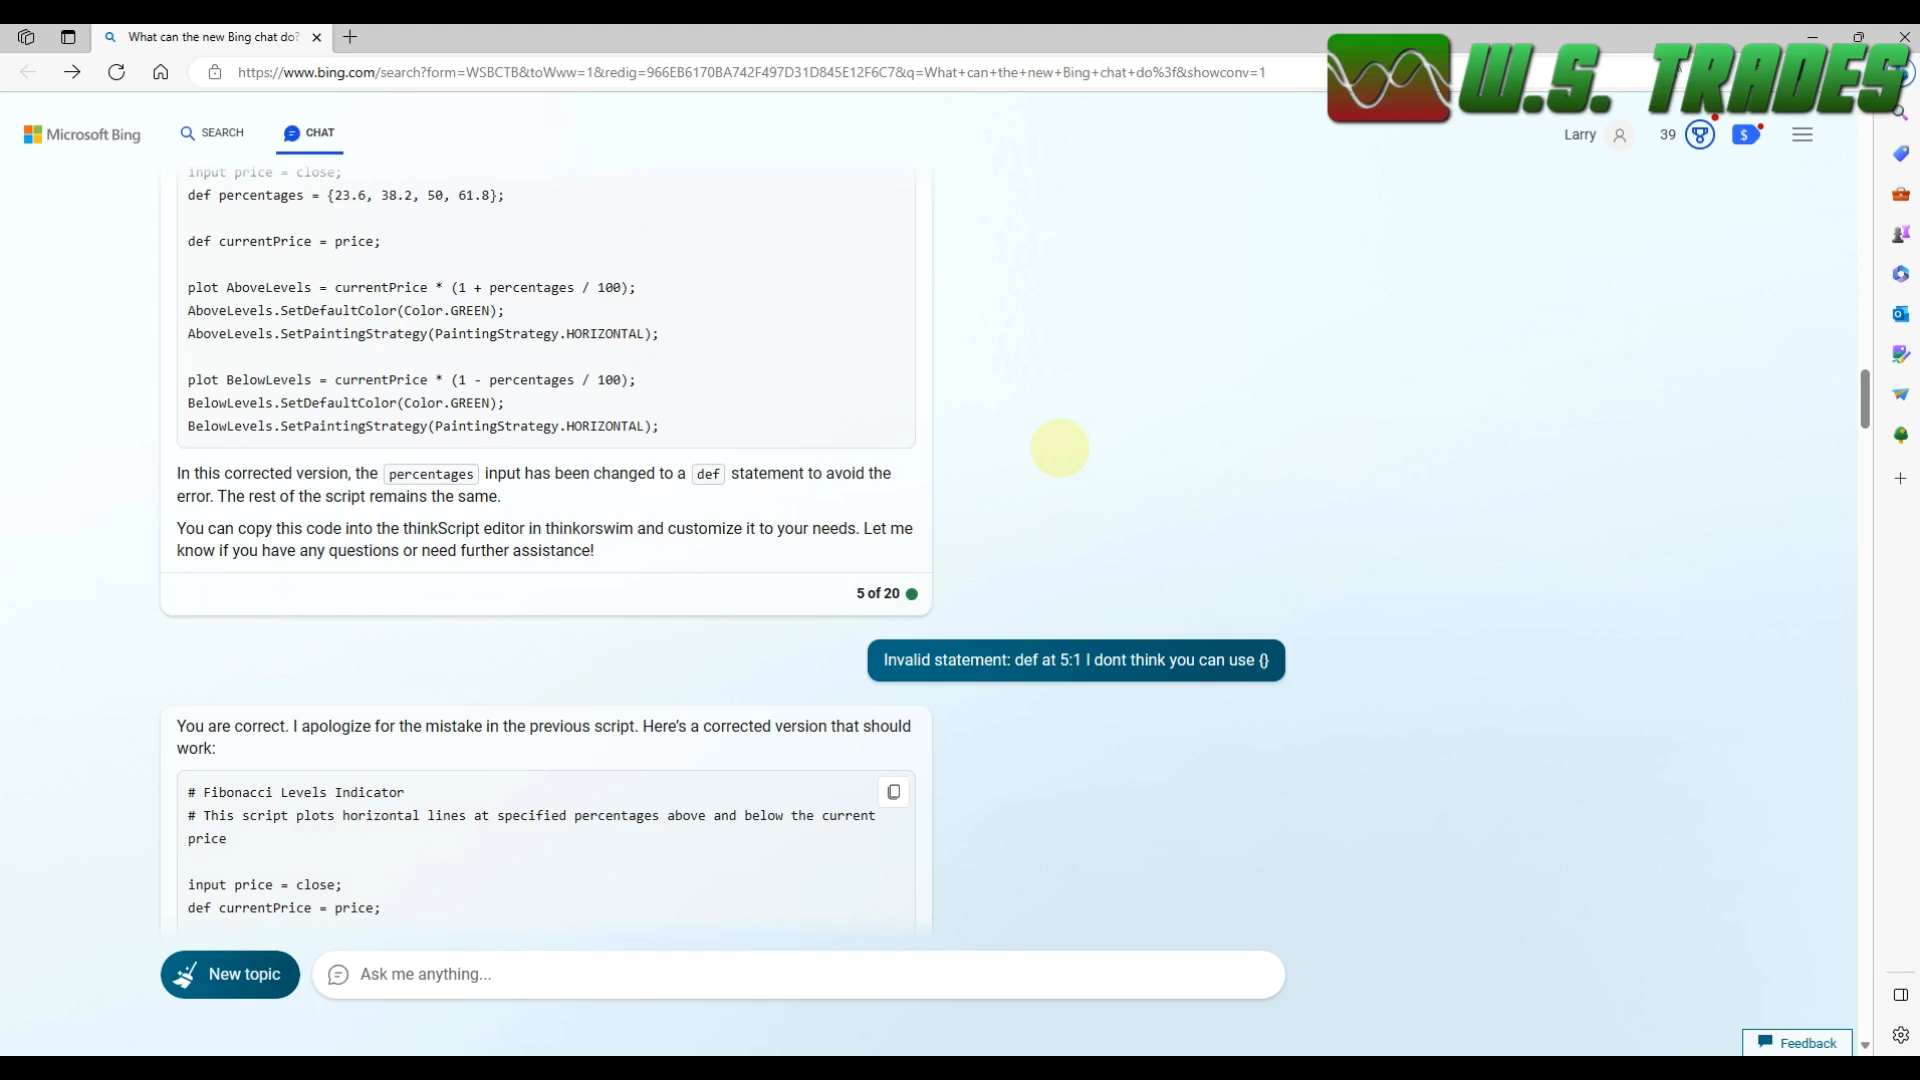 What can the new Bing chat do?
https://www.bing.com/search?form=WSBCTB&toWww=1&redig=966EB6170BA742F497D31D845E12F6C7&q=What+can+the+new+Bing+chat+do%3f&showconv=1
W.S. TRADES
Microsoft Bing
SEARCH
CHAT
Larry
39
input price = close;
def percentages = {23.6, 38.2, 50, 61.8};
def currentPrice = price;
plot AboveLevels = currentPrice * (1 + percentages / 100);
AboveLevels.SetDefaultColor(Color.GREEN);
AboveLevels.SetPaintingStrategy(PaintingStrategy.HORIZONTAL);
plot BelowLevels = currentPrice * (1 - percentages / 100);
BelowLevels.SetDefaultColor(Color.GREEN);
BelowLevels.SetPaintingStrategy(PaintingStrategy.HORIZONTAL);
In this corrected version, the percentages input has been changed to a def statement to avoid the
error. The rest of the script remains the same.
You can copy this code into the thinkScript editor in thinkorswim and customize it to your needs. Let me
know if you have any questions or need further assistance!
5 of 20
Invalid statement: def at 5:1 I dont think you can use {}
You are correct. I apologize for the mistake in the previous script. Here's a corrected version that should
work:
# Fibonacci Levels Indicator
# This script plots horizontal lines at specified percentages above and below the current
price
input price = close;
def currentPrice = price;
New topic
Ask me anything...
Feedback